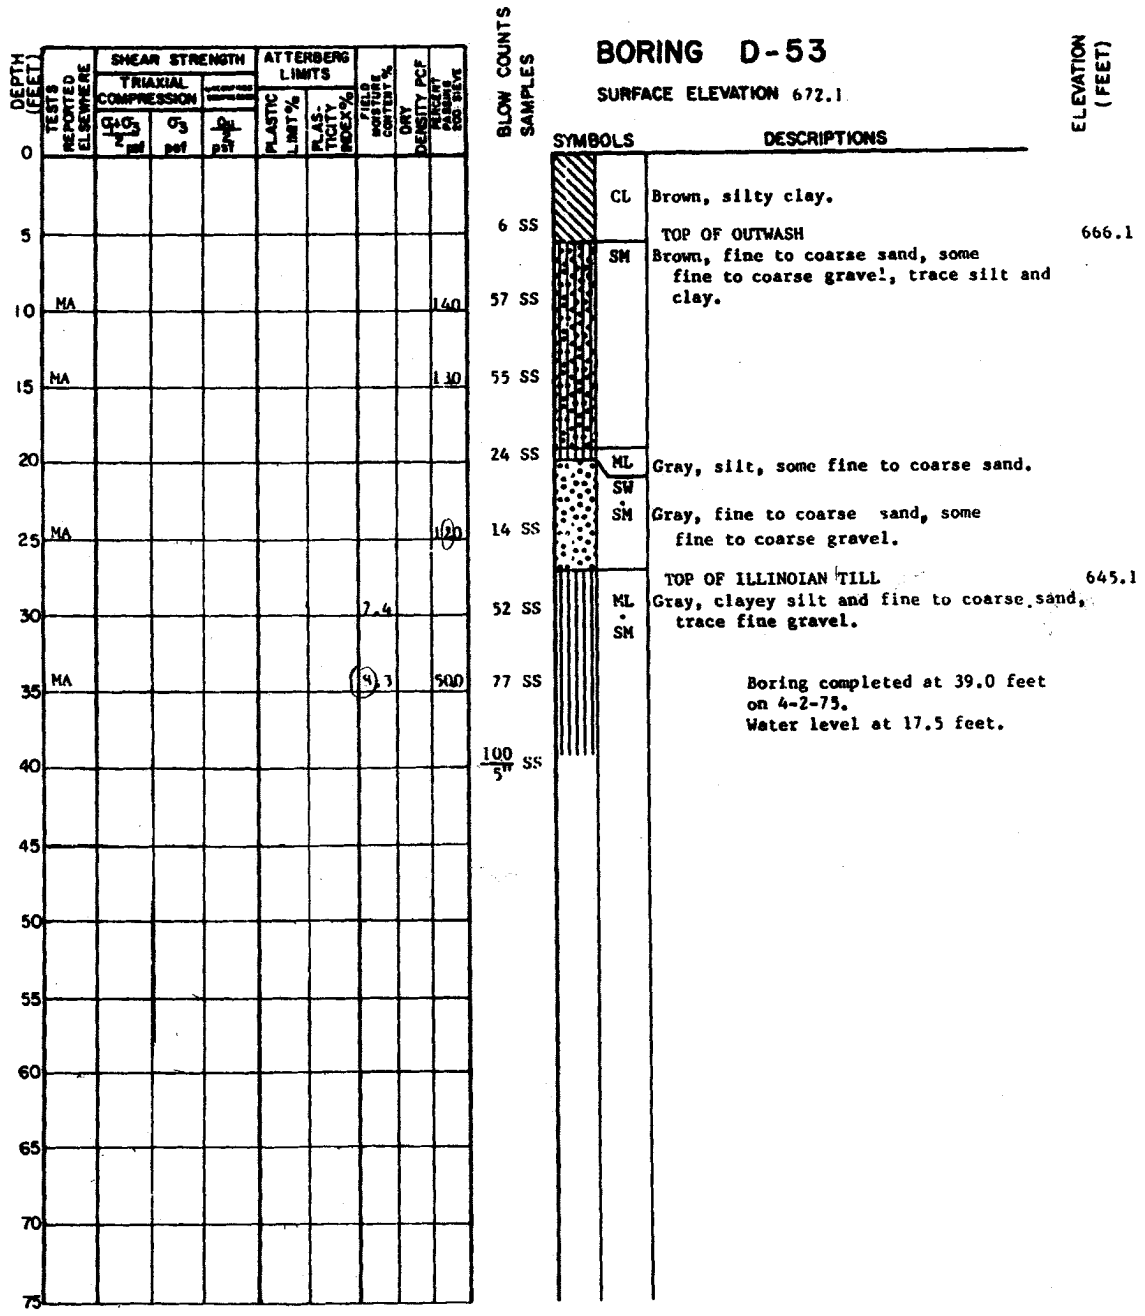 BORING D-53
SURFACE ELEVATION 672.1
DEPTH (FEET)
TESTS REPORTED ELSEWHERE
SHEAR STRENGTH
TRIAXIAL COMPRESSION
psf
σ3
psf
psf
ATTERBERG LIMITS
PLASTIC LIMIT %
PLAS-TICITY INDEX %
FIELD MOISTURE CONTENT %
DRY DENSITY PCF
PERCENT PASSING 200 SIEVE
BLOW COUNTS
SAMPLES
SYMBOLS
DESCRIPTIONS
ELEVATION (FEET)
0
CL Brown, silty clay.
6 SS
5
TOP OF OUTWASH 666.1
SM Brown, fine to coarse sand, some
fine to coarse gravel, trace silt and
clay.
10 MA 140 57 SS
15 MA 55 SS
20 24 SS
ML Gray, silt, some fine to coarse sand.
SW
-
SM Gray, fine to coarse sand, some
fine to coarse gravel.
25 MA 120 14 SS
TOP OF ILLINOIAN TILL 645.1
ML Gray, clayey silt and fine to coarse sand,
-
SM trace fine gravel.
30 7.4 52 SS
35 MA 500 77 SS
Boring completed at 39.0 feet
on 4-2-75.
Water level at 17.5 feet.
40 100/5" SS
45
50
55
60
65
70
75